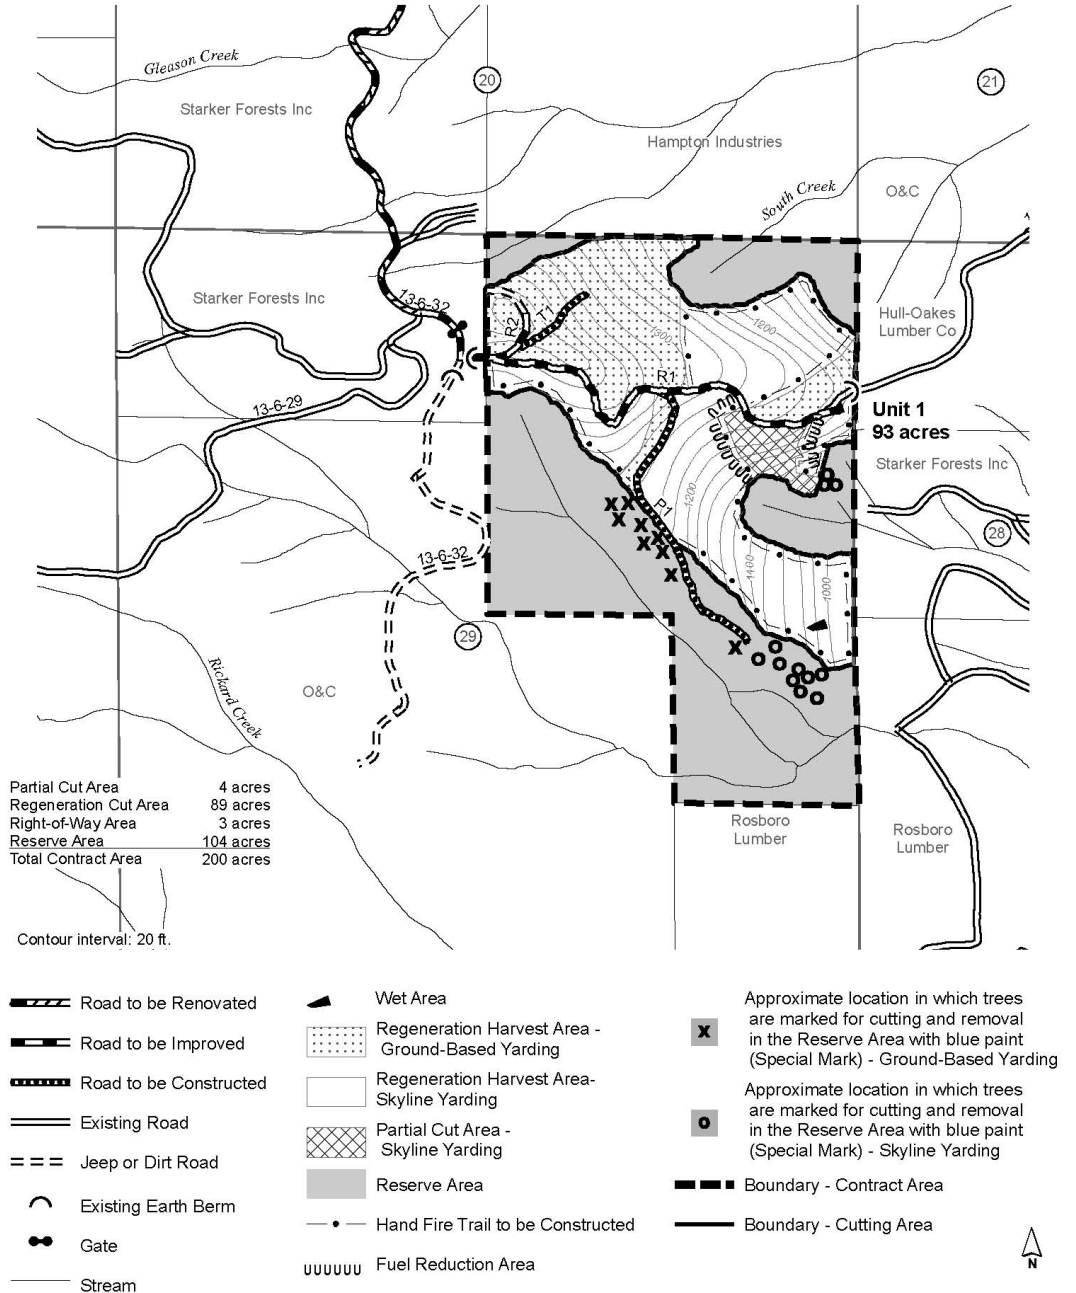 Gleason Creek
20
21
Starker Forests Inc
Hampton Industries
South Creek
O&C
13-6-32
Starker Forests Inc
R2
T1
1300
1200
Hull-Oakes
Lumber Co
R1
13-6-29
Unit 1
93 acres
Starker Forests Inc
1200
P1
28
13-6-32
1100
1000
29
Rickard Creek
O&C
Partial Cut Area 4 acres
Regeneration Cut Area 89 acres
Right-of-Way Area 3 acres
Reserve Area 104 acres
Total Contract Area 200 acres
Rosboro
Lumber
Rosboro
Lumber
Contour interval: 20 ft.
Road to be Renovated
Road to be Improved
Road to be Constructed
Existing Road
Jeep or Dirt Road
Existing Earth Berm
Gate
Stream
Wet Area
Regeneration Harvest Area -
Ground-Based Yarding
Regeneration Harvest Area-
Skyline Yarding
Partial Cut Area -
Skyline Yarding
Reserve Area
Hand Fire Trail to be Constructed
Fuel Reduction Area
X
Approximate location in which trees
are marked for cutting and removal
in the Reserve Area with blue paint
(Special Mark) - Ground-Based Yarding
O
Approximate location in which trees
are marked for cutting and removal
in the Reserve Area with blue paint
(Special Mark) - Skyline Yarding
Boundary - Contract Area
Boundary - Cutting Area
N